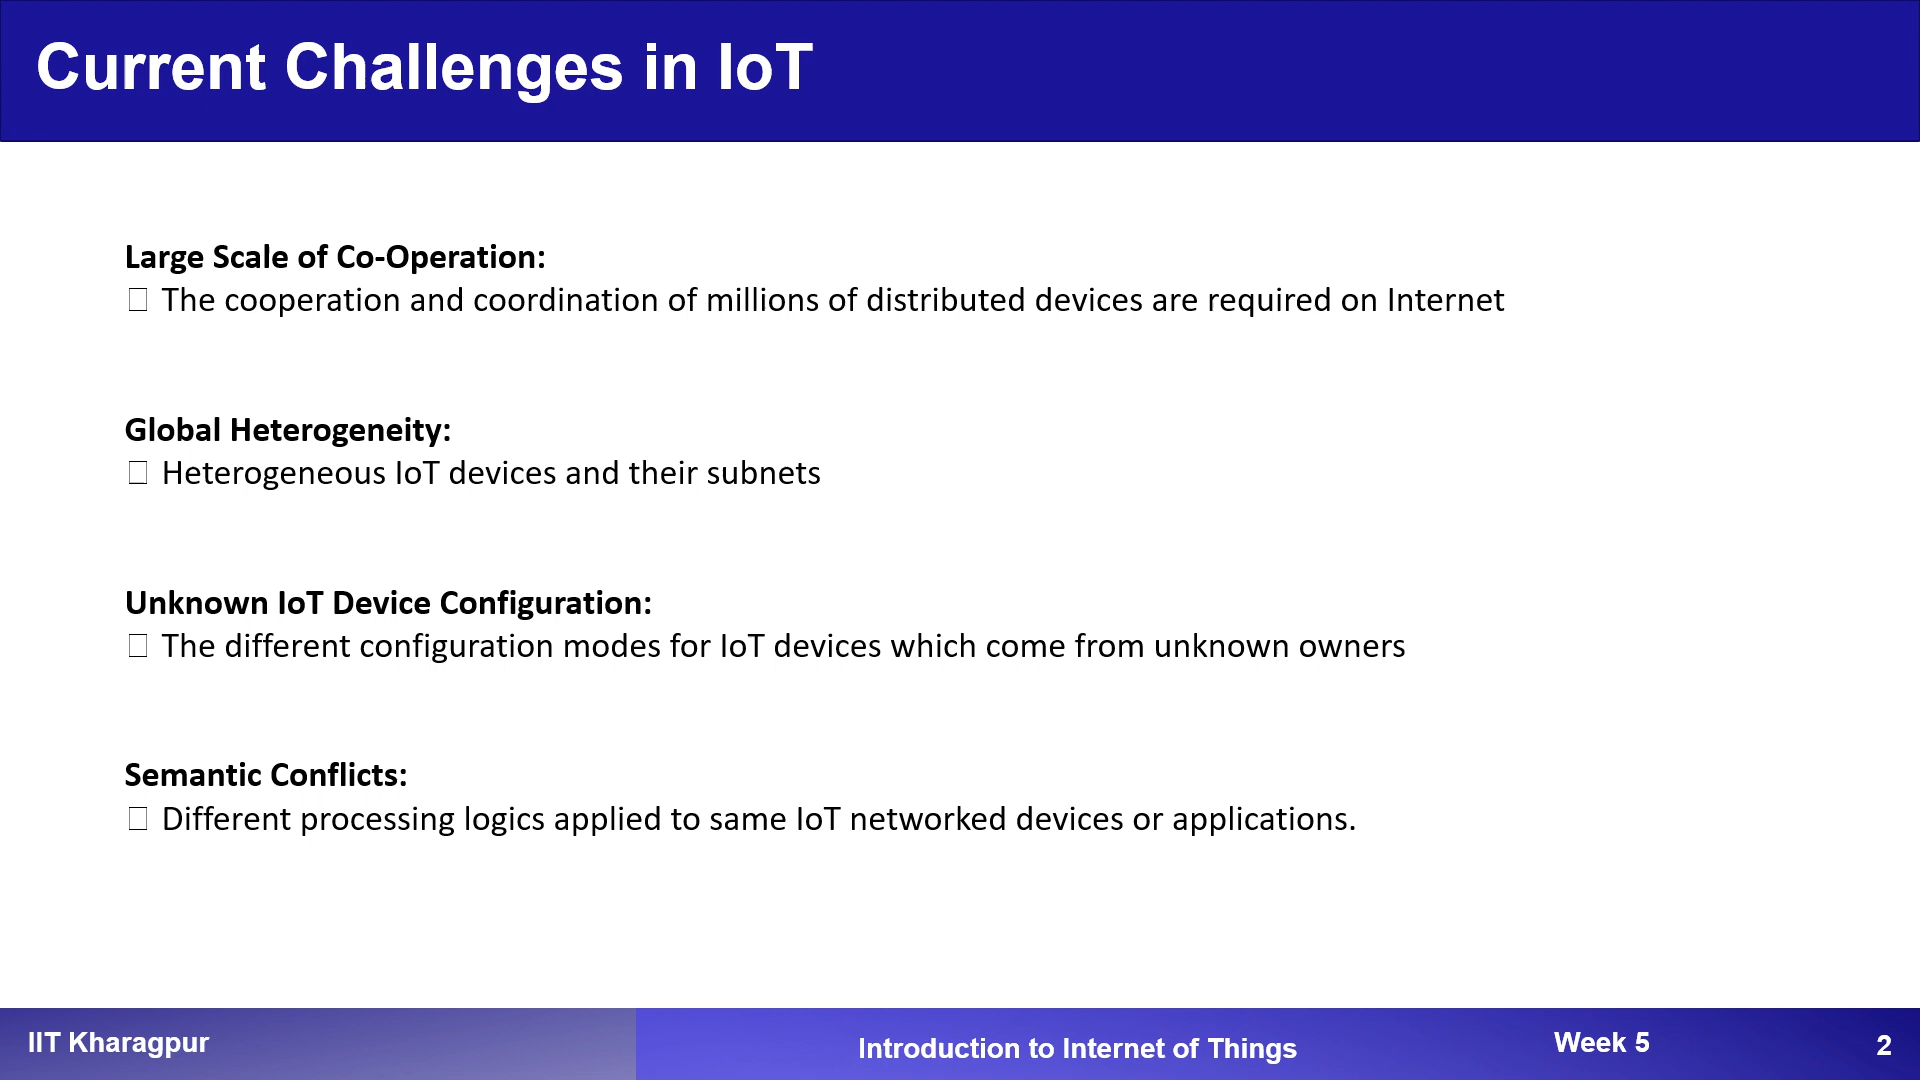 Current Challenges in IoT
Large Scale of Co-Operation:
The cooperation and coordination of millions of distributed devices are required on Internet
Global Heterogeneity:
Heterogeneous IoT devices and their subnets
Unknown IoT Device Configuration:
The different configuration modes for IoT devices which come from unknown owners
Semantic Conflicts:
Different processing logics applied to same IoT networked devices or applications.
IIT Kharagpur
Introduction to Internet of Things
Week 5
2